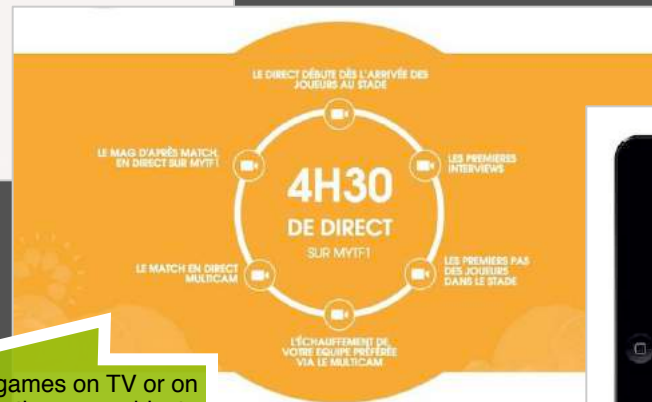 LE DIRECT DÉBUTE DÈS L'ARRIVÉE DES
JOUEURS AU STADE
LES PREMIERES
INTERVIEWS
LES PREMIERS PAS
DES JOUEURS
DANS LE STADE
L'ÉCHAUFFEMENT DE
VOTRE EQUIPE PRÉFÉRÉE
VIA LE MULTICAM
LE MATCH EN DIRECT
MULTICAM
LE MAG D'APRÈS MATCH,
EN DIRECT SUR MYTF1
4H30
DE DIRECT
SUR MYTF1
games on TV or on